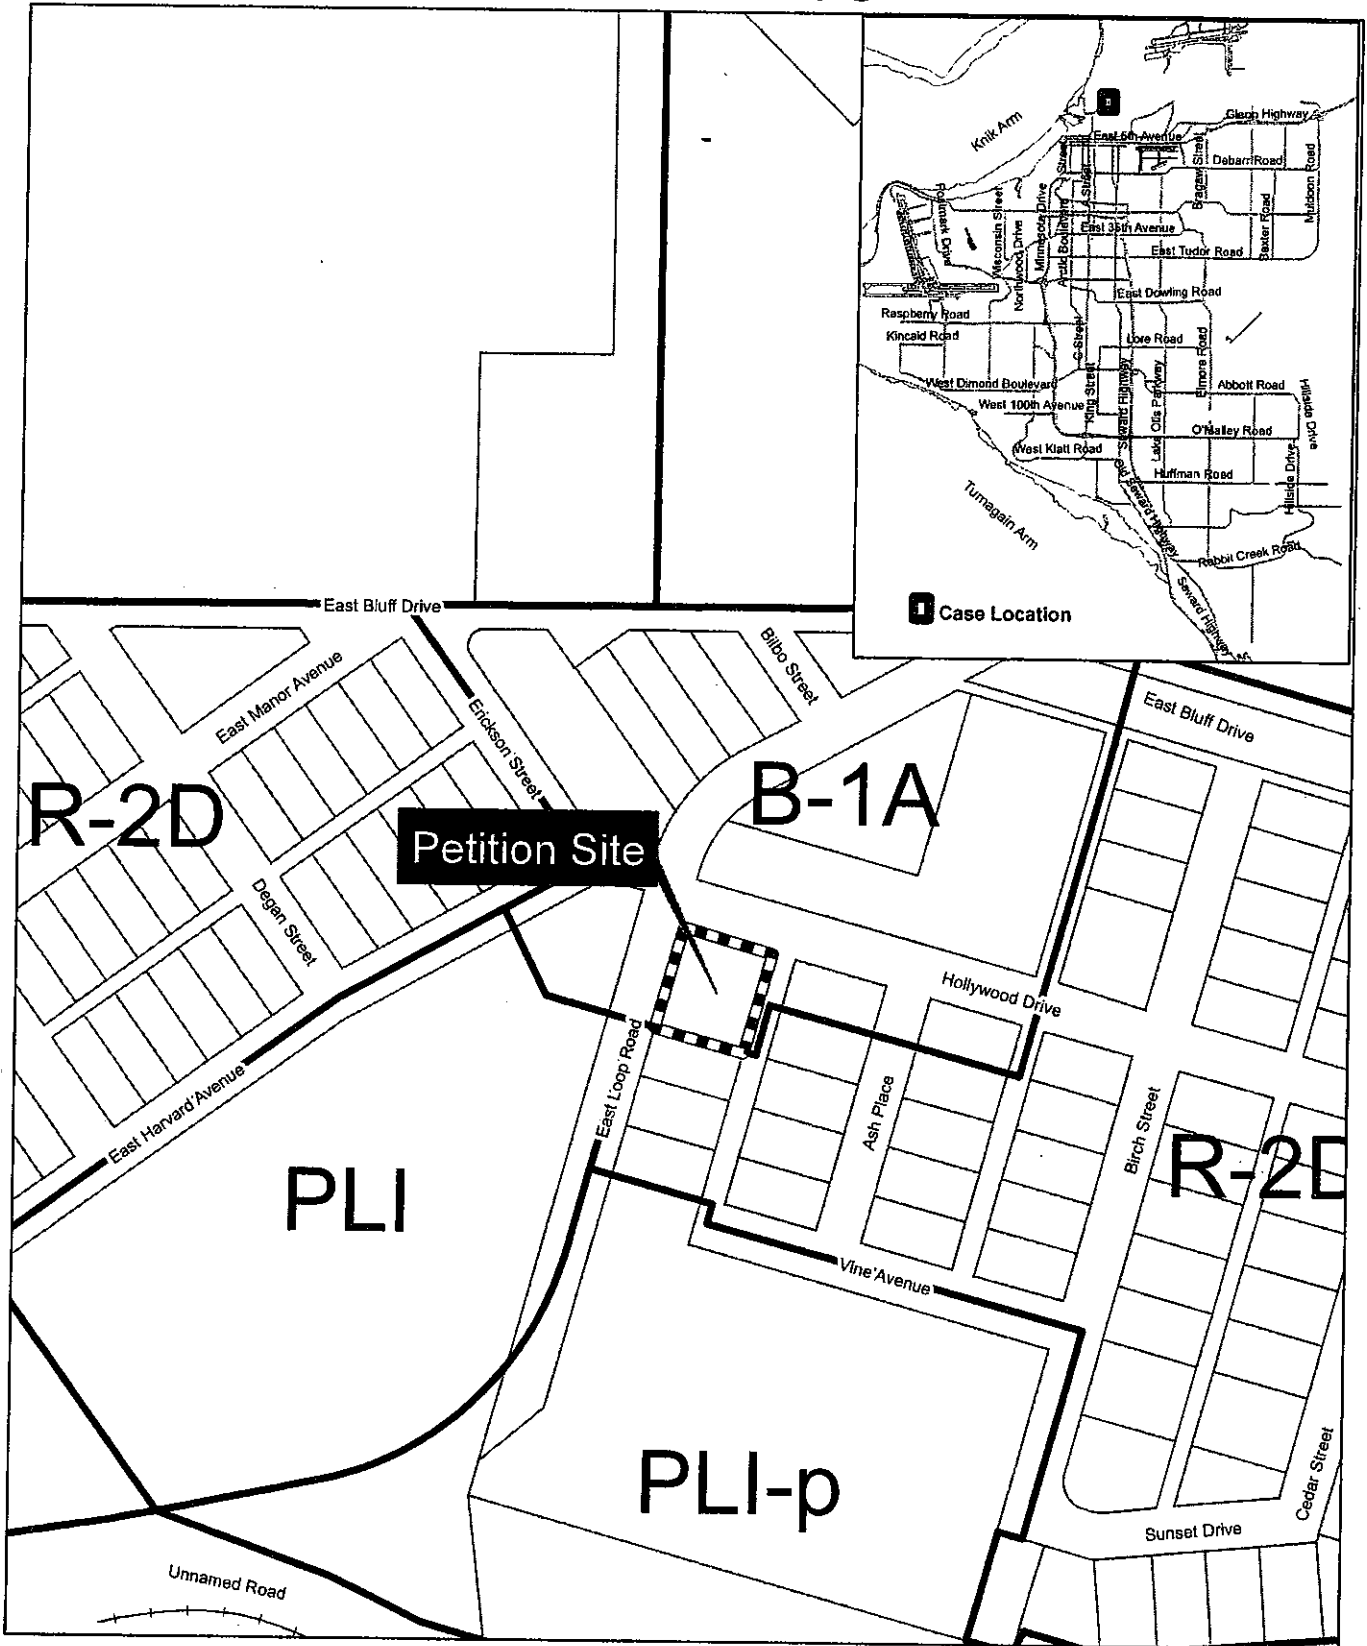 Knik Arm
Glenn Highway
East 5th Avenue
Debarr Road
I Street
A Street
Bragaw Street
Muldoon Road
Postmark Drive
Wisconsin Street
Northwood Drive
Minnesota Drive
Arctic Boulevard
East 36th Avenue
Baxter Road
East Tudor Road
East Dowling Road
Raspberry Road
Kincaid Road
C Street
Lore Road
Elmore Road
West Dimond Boulevard
Abbott Road
Hillside Drive
West 100th Avenue
King Street
Seward Highway
Lake Otis Parkway
O'Malley Road
West Klatt Road
Huffman Road
Hillside Drive
Old Seward Highway
Turnagain Arm
Rabbit Creek Road
Seward Highway
Case Location
East Bluff Drive
Bilbo Street
East Manor Avenue
Erickson Street
East Bluff Drive
R-2D
B-1A
Petition Site
Degan Street
Hollywood Drive
East Loop Road
East Harvard Avenue
Ash Place
Birch Street
R-2D
PLI
Vine Avenue
PLI-p
Cedar Street
Sunset Drive
Unnamed Road